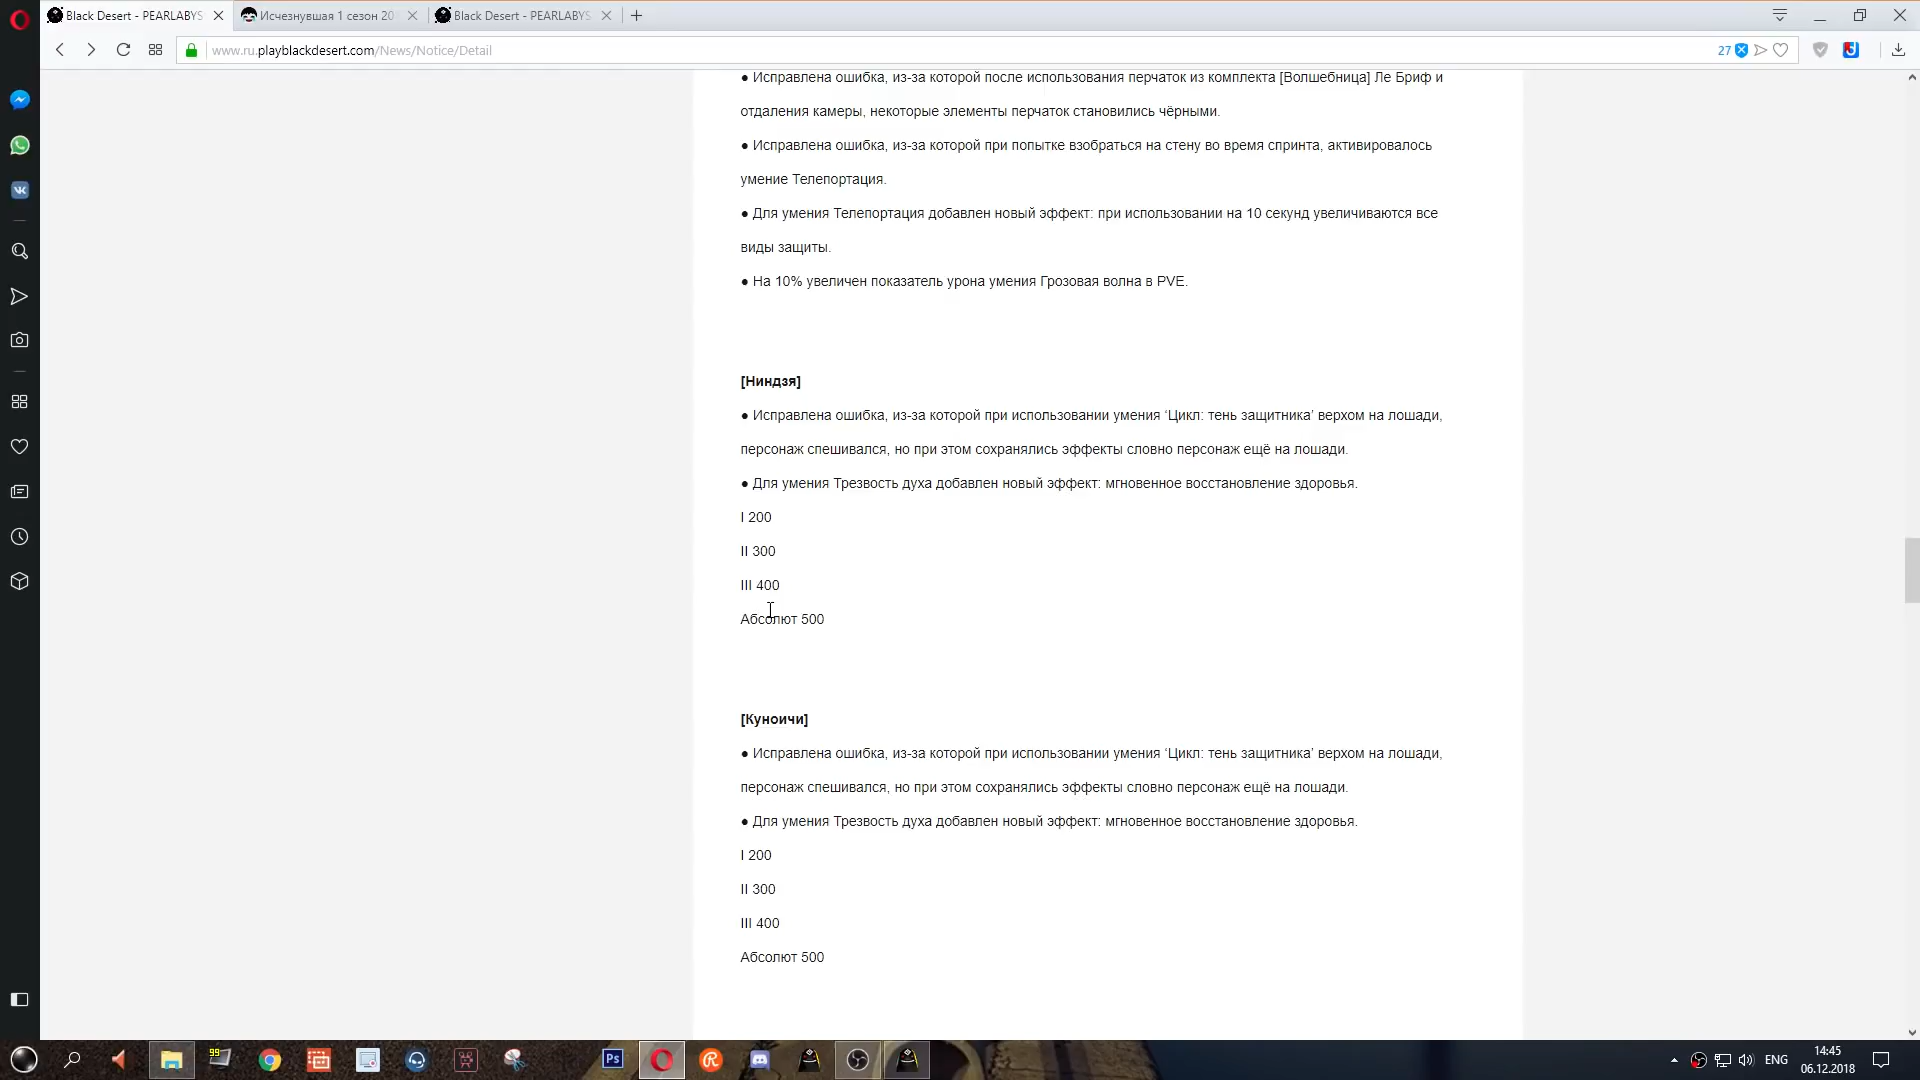 Black Desert - PEARLABYS
Исчезнувшая 1 сезон 20
Black Desert - PEARLABYS
www.ru.playblackdesert.com/News/Notice/Detail
27
● Исправлена ошибка, из-за которой после использования перчаток из комплекта [Волшебница] Ле Бриф и
отдаления камеры, некоторые элементы перчаток становились чёрными.
● Исправлена ошибка, из-за которой при попытке взобраться на стену во время спринта, активировалось
умение Телепортация.
● Для умения Телепортация добавлен новый эффект: при использовании на 10 секунд увеличиваются все
виды защиты.
● На 10% увеличен показатель урона умения Грозовая волна в PVE.
[Ниндзя]
● Исправлена ошибка, из-за которой при использовании умения ‘Цикл: тень защитника’ верхом на лошади,
персонаж спешивался, но при этом сохранялись эффекты словно персонаж ещё на лошади.
● Для умения Трезвость духа добавлен новый эффект: мгновенное восстановление здоровья.
I 200
II 300
III 400
Абсолют 500
[Куноичи]
● Исправлена ошибка, из-за которой при использовании умения ‘Цикл: тень защитника’ верхом на лошади,
персонаж спешивался, но при этом сохранялись эффекты словно персонаж ещё на лошади.
● Для умения Трезвость духа добавлен новый эффект: мгновенное восстановление здоровья.
I 200
II 300
III 400
Абсолют 500
99
Ps
ENG
14:45
06.12.2018